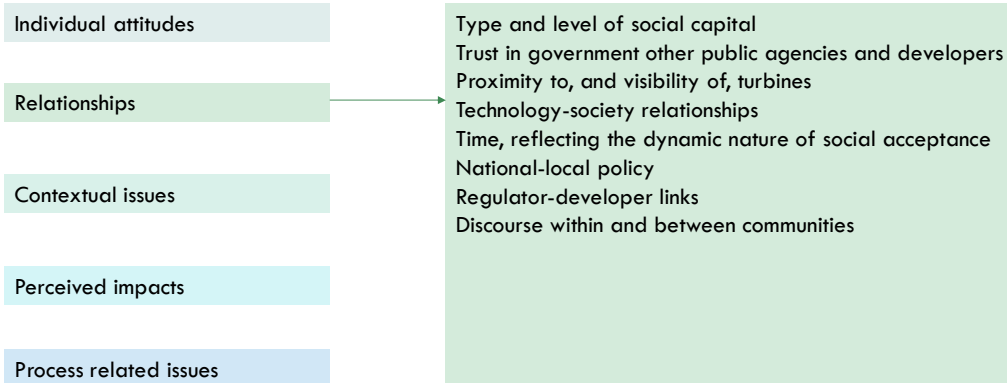 Individual attitudes
Relationships
Contextual issues
Perceived impacts
Process related issues
Type and level of social capital
Trust in government other public agencies and developers
Proximity to, and visibility of, turbines
Technology-society relationships
Time, reflecting the dynamic nature of social acceptance
National-local policy
Regulator-developer links
Discourse within and between communities